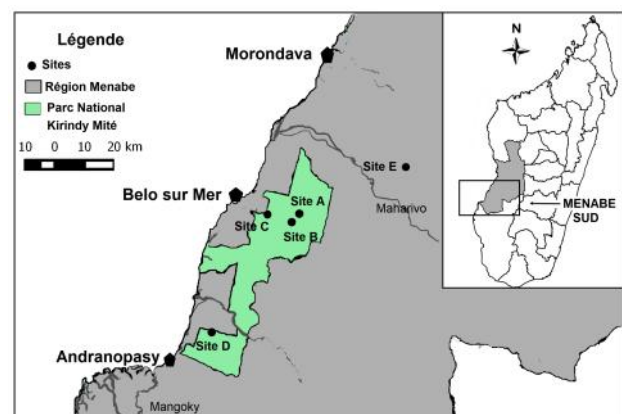 Légende
Sites
Région Menabe
Parc National
Kirindy Mité
10 0 10 20 km
Morondava
Belo sur Mer
Site E
Maharivo
Site A
Site C
Site B
Site D
Andranopasy
Mangoky
N
MENABE
SUD